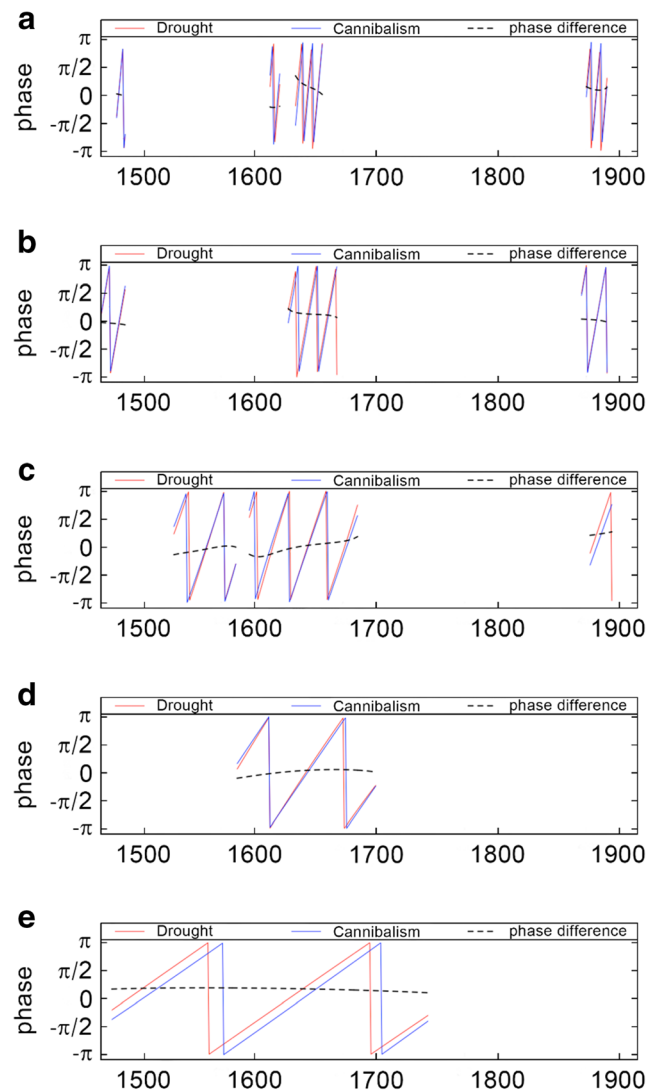 a
Drought Cannibalism phase difference
π
π/2
0
-π/2
-π
phase
1500 1600 1700 1800 1900
b
Drought Cannibalism phase difference
π
π/2
0
-π/2
-π
phase
1500 1600 1700 1800 1900
c
Drought Cannibalism phase difference
π
π/2
0
-π/2
-π
phase
1500 1600 1700 1800 1900
d
Drought Cannibalism phase difference
π
π/2
0
-π/2
-π
phase
1500 1600 1700 1800 1900
e
Drought Cannibalism phase difference
π
π/2
0
-π/2
-π
phase
1500 1600 1700 1800 1900